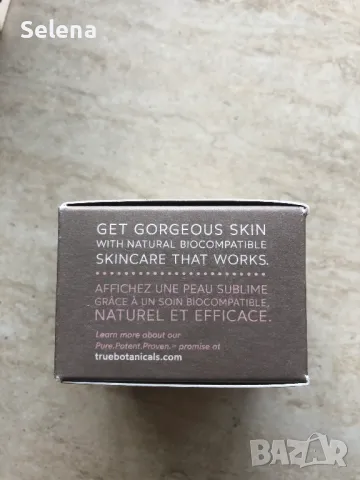 Selena
GET GORGEOUS SKIN
WITH NATURAL BIOCOMPATIBLE
SKINCARE THAT WORKS.
AFFICHEZ UNE PEAU SUBLIME
GRÂCE À UN SOIN BIOCOMPATIBLE,
NATUREL ET EFFICACE.
Learn more about our
Pure.Potent.Proven.™ promise at
truebotanicals.com
BAZAR
bg